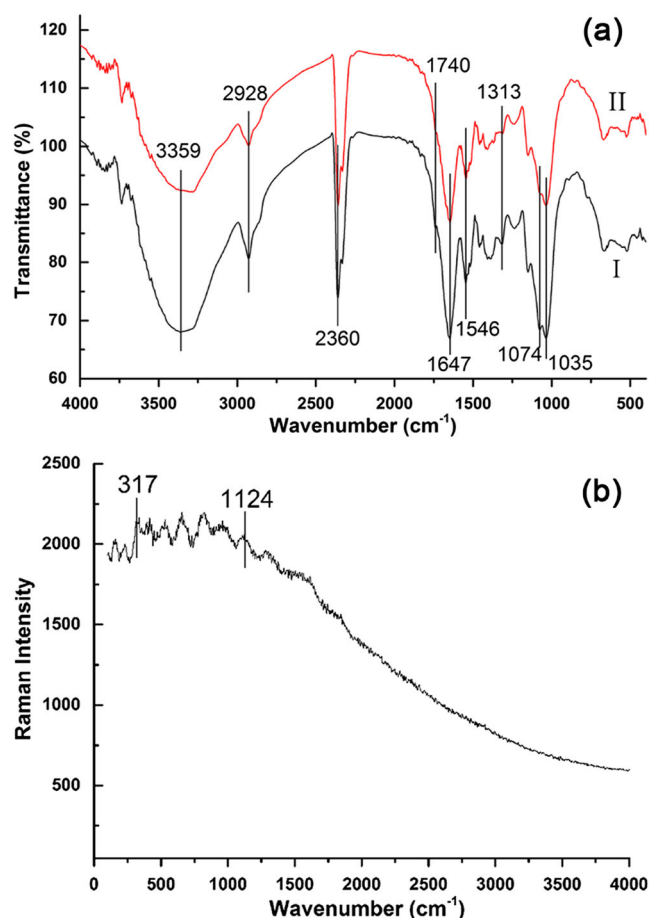 (a)
120
110
100
90
80
70
60
Transmittance (%)
3359
2928
2360
1740
1647
1546
1313
1074
1035
II
I
4000 3500 3000 2500 2000 1500 1000 500
Wavenumber (cm⁻¹)
(b)
2500
2000
1500
1000
500
Raman Intensity
317
1124
0 500 1000 1500 2000 2500 3000 3500 4000
Wavenumber (cm⁻¹)